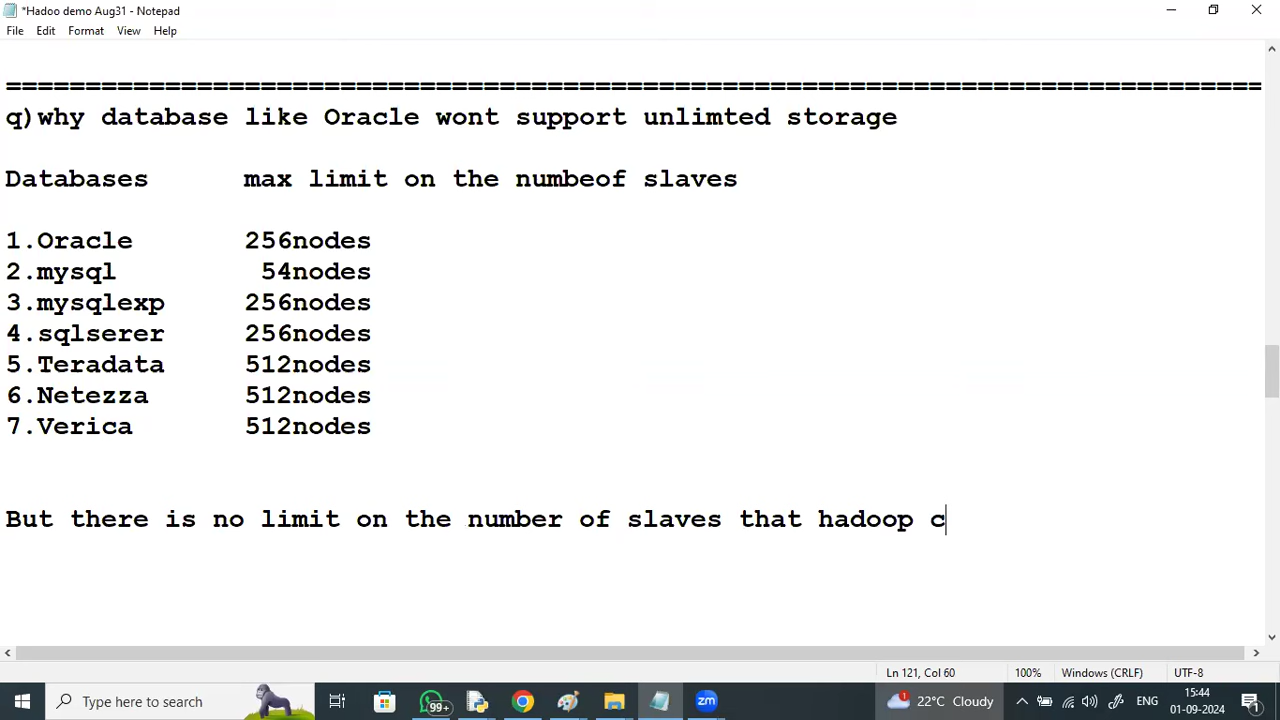 *Hadoo demo Aug31 - Notepad
File Edit Format View Help
================================================================================
q)why database like Oracle wont support unlimted storage
Databases max limit on the numbeof slaves
1.Oracle 256nodes
2.mysql 54nodes
3.mysqlexp 256nodes
4.sqlserer 256nodes
5.Teradata 512nodes
6.Netezza 512nodes
7.Verica 512nodes
But there is no limit on the number of slaves that hadoop c
Ln 121, Col 60 100% Windows (CRLF) UTF-8
Type here to search 99+ 1 22°C Cloudy ENG 15:44
01-09-2024 1